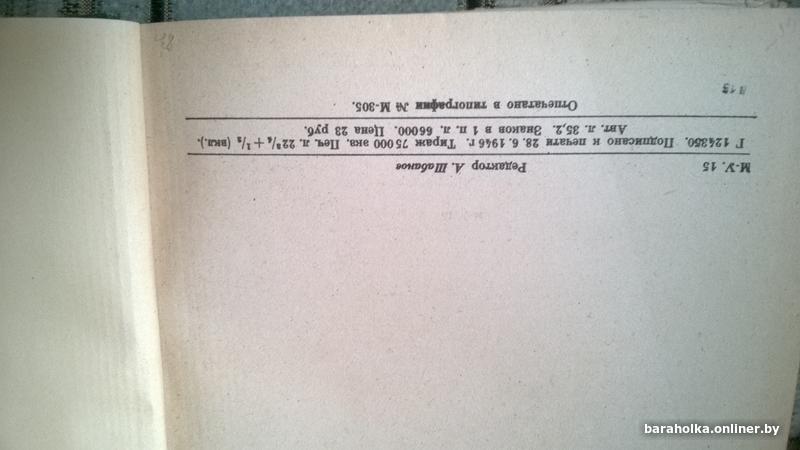 М-У. 15 Редактор А. Шабанов
Г 124350. Подписано к печати 28. 6. 1946 г. Тираж 75 000 экз. Печ. л. 22³/₄ + ¹/₂ (вкл.).
Авт. л. 35,2. Знаков в 1 п. л. 66000. Цена 23 руб.
Отпечатано в типографии № М-305.
baraholka.onliner.by